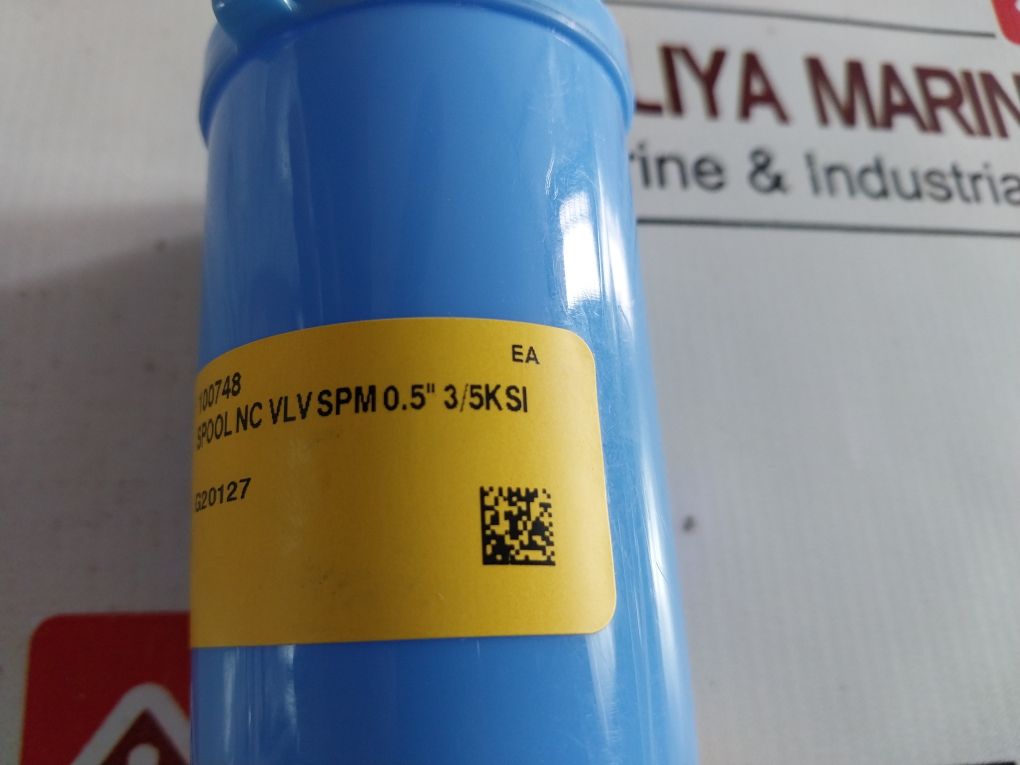 LIYA MARIN
rine & Industria
EA
100748
SPOOL NC VLV SPM 0.5" 3/5KSI
G20127